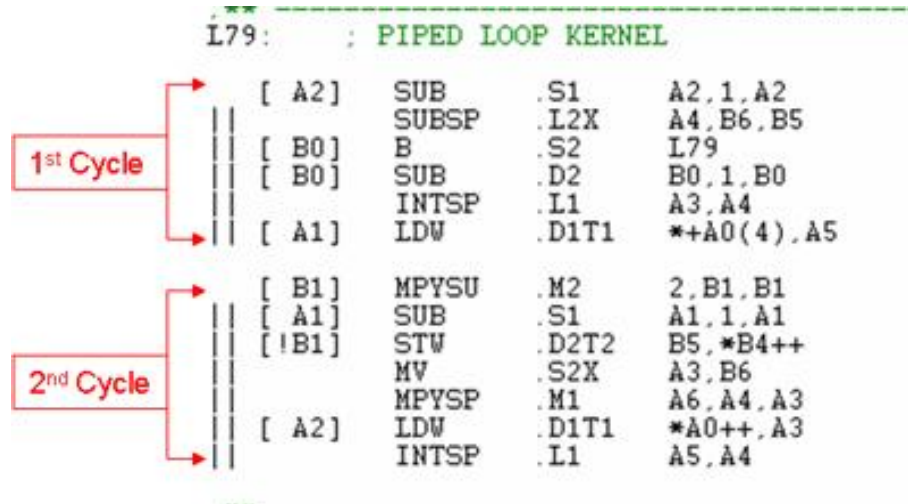 ;** --------------------------------------------------
L79: ; PIPED LOOP KERNEL
1st Cycle
[ A2] SUB .S1 A2,1,A2
|| SUBSP .L2X A4,B6,B5
|| [ B0] B .S2 L79
|| [ B0] SUB .D2 B0,1,B0
|| INTSP .L1 A3,A4
|| [ A1] LDW .D1T1 *+A0(4),A5
2nd Cycle
[ B1] MPYSU .M2 2,B1,B1
|| [ A1] SUB .S1 A1,1,A1
|| [!B1] STW .D2T2 B5,*B4++
|| MV .S2X A3,B6
|| MPYSP .M1 A6,A4,A3
|| [ A2] LDW .D1T1 *A0++,A3
|| INTSP .L1 A5,A4